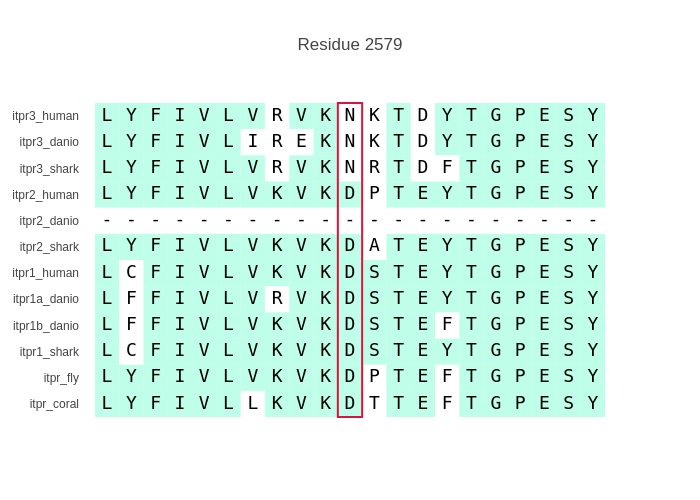 Residue 2579
itpr3_human L Y F I V L V R V K N K T D Y T G P E S Y
itpr3_danio L Y F I V L I R E K N K T D Y T G P E S Y
itpr3_shark L Y F I V L V R V K N R T D F T G P E S Y
itpr2_human L Y F I V L V K V K D P T E Y T G P E S Y
itpr2_danio - - - - - - - - - - - - - - - - - - - - -
itpr2_shark L Y F I V L V K V K D A T E Y T G P E S Y
itpr1_human L C F I V L V K V K D S T E Y T G P E S Y
itpr1a_danio L F F I V L V R V K D S T E Y T G P E S Y
itpr1b_danio L F F I V L V K V K D S T E F T G P E S Y
itpr1_shark L C F I V L V K V K D S T E Y T G P E S Y
itpr_fly L Y F I V L V K V K D P T E F T G P E S Y
itpr_coral L Y F I V L L K V K D T T E F T G P E S Y